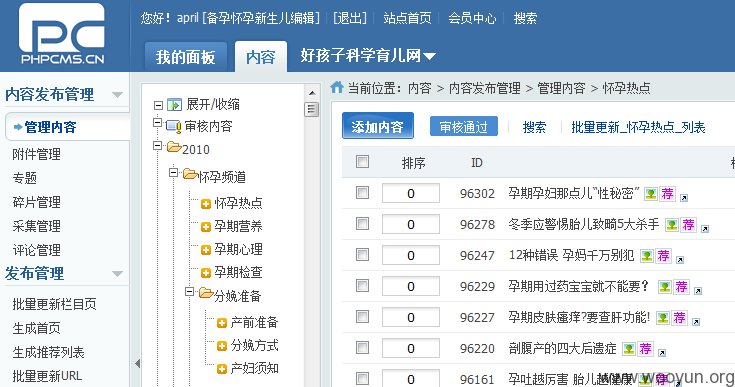 PHPCMS.CN
您好！april [备孕怀孕新生儿编辑] | [退出] | 站点首页 | 会员中心 | 搜索
我的面板 内容 好孩子科学育儿网
内容发布管理
管理内容
附件管理
专题
碎片管理
采集管理
评论管理
发布管理
批量更新栏目页
生成首页
生成推荐列表
批量更新URL
展开/收缩
审核内容
2010
怀孕频道
怀孕热点
孕期营养
孕期心理
孕期检查
分娩准备
产前准备
分娩方式
产妇须知
当前位置：内容 > 内容发布管理 > 管理内容 > 怀孕热点
添加内容 审核通过 | 搜索 | 批量更新_怀孕热点_列表
排序 ID
0 96302 孕期孕妇那点儿“性秘密” 荐
0 96278 冬季应警惕胎儿致畸5大杀手 荐
0 96247 12种错误 孕妈千万别犯 荐
0 96229 孕期用过药宝宝就不能要？ 荐
0 96237 孕期皮肤瘙痒?要查肝功能! 荐
0 96220 剖腹产的四大后遗症 荐
0 96161 孕吐越厉害 胎儿越健康 荐
www.wooyun.org